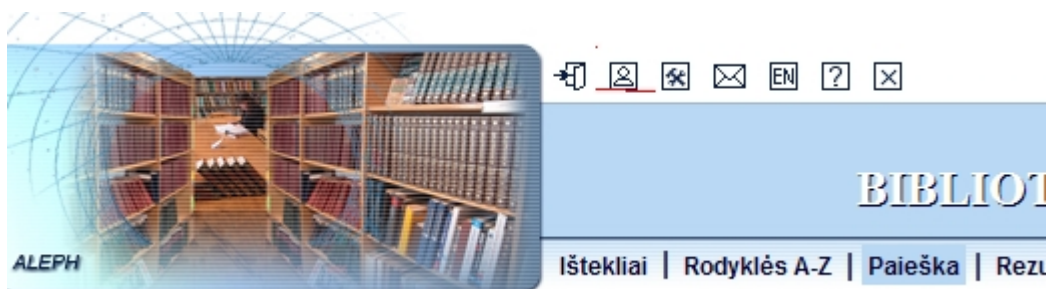 EN ?
BIBLIOT
ALEPH
Ištekliai | Rodyklės A-Z | Paieška | Rezu